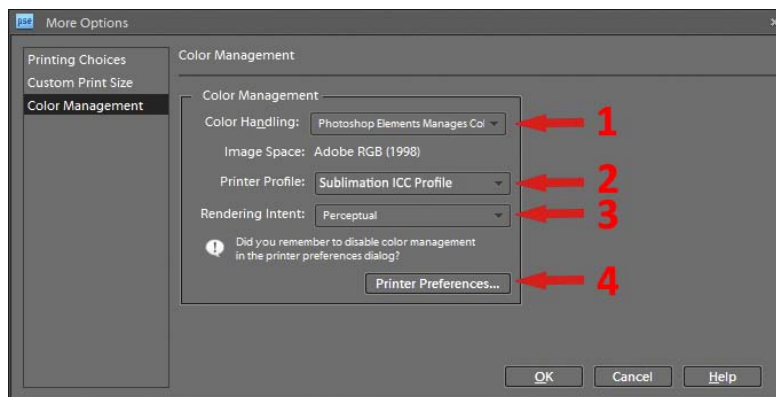 pse More Options
Printing Choices
Custom Print Size
Color Management
Color Management
Color Management
Color Handling: Photoshop Elements Manages Col
1
Image Space: Adobe RGB (1998)
Printer Profile: Sublimation ICC Profile
2
Rendering Intent: Perceptual
3
! Did you remember to disable color management
in the printer preferences dialog?
Printer Preferences...
4
OK Cancel Help